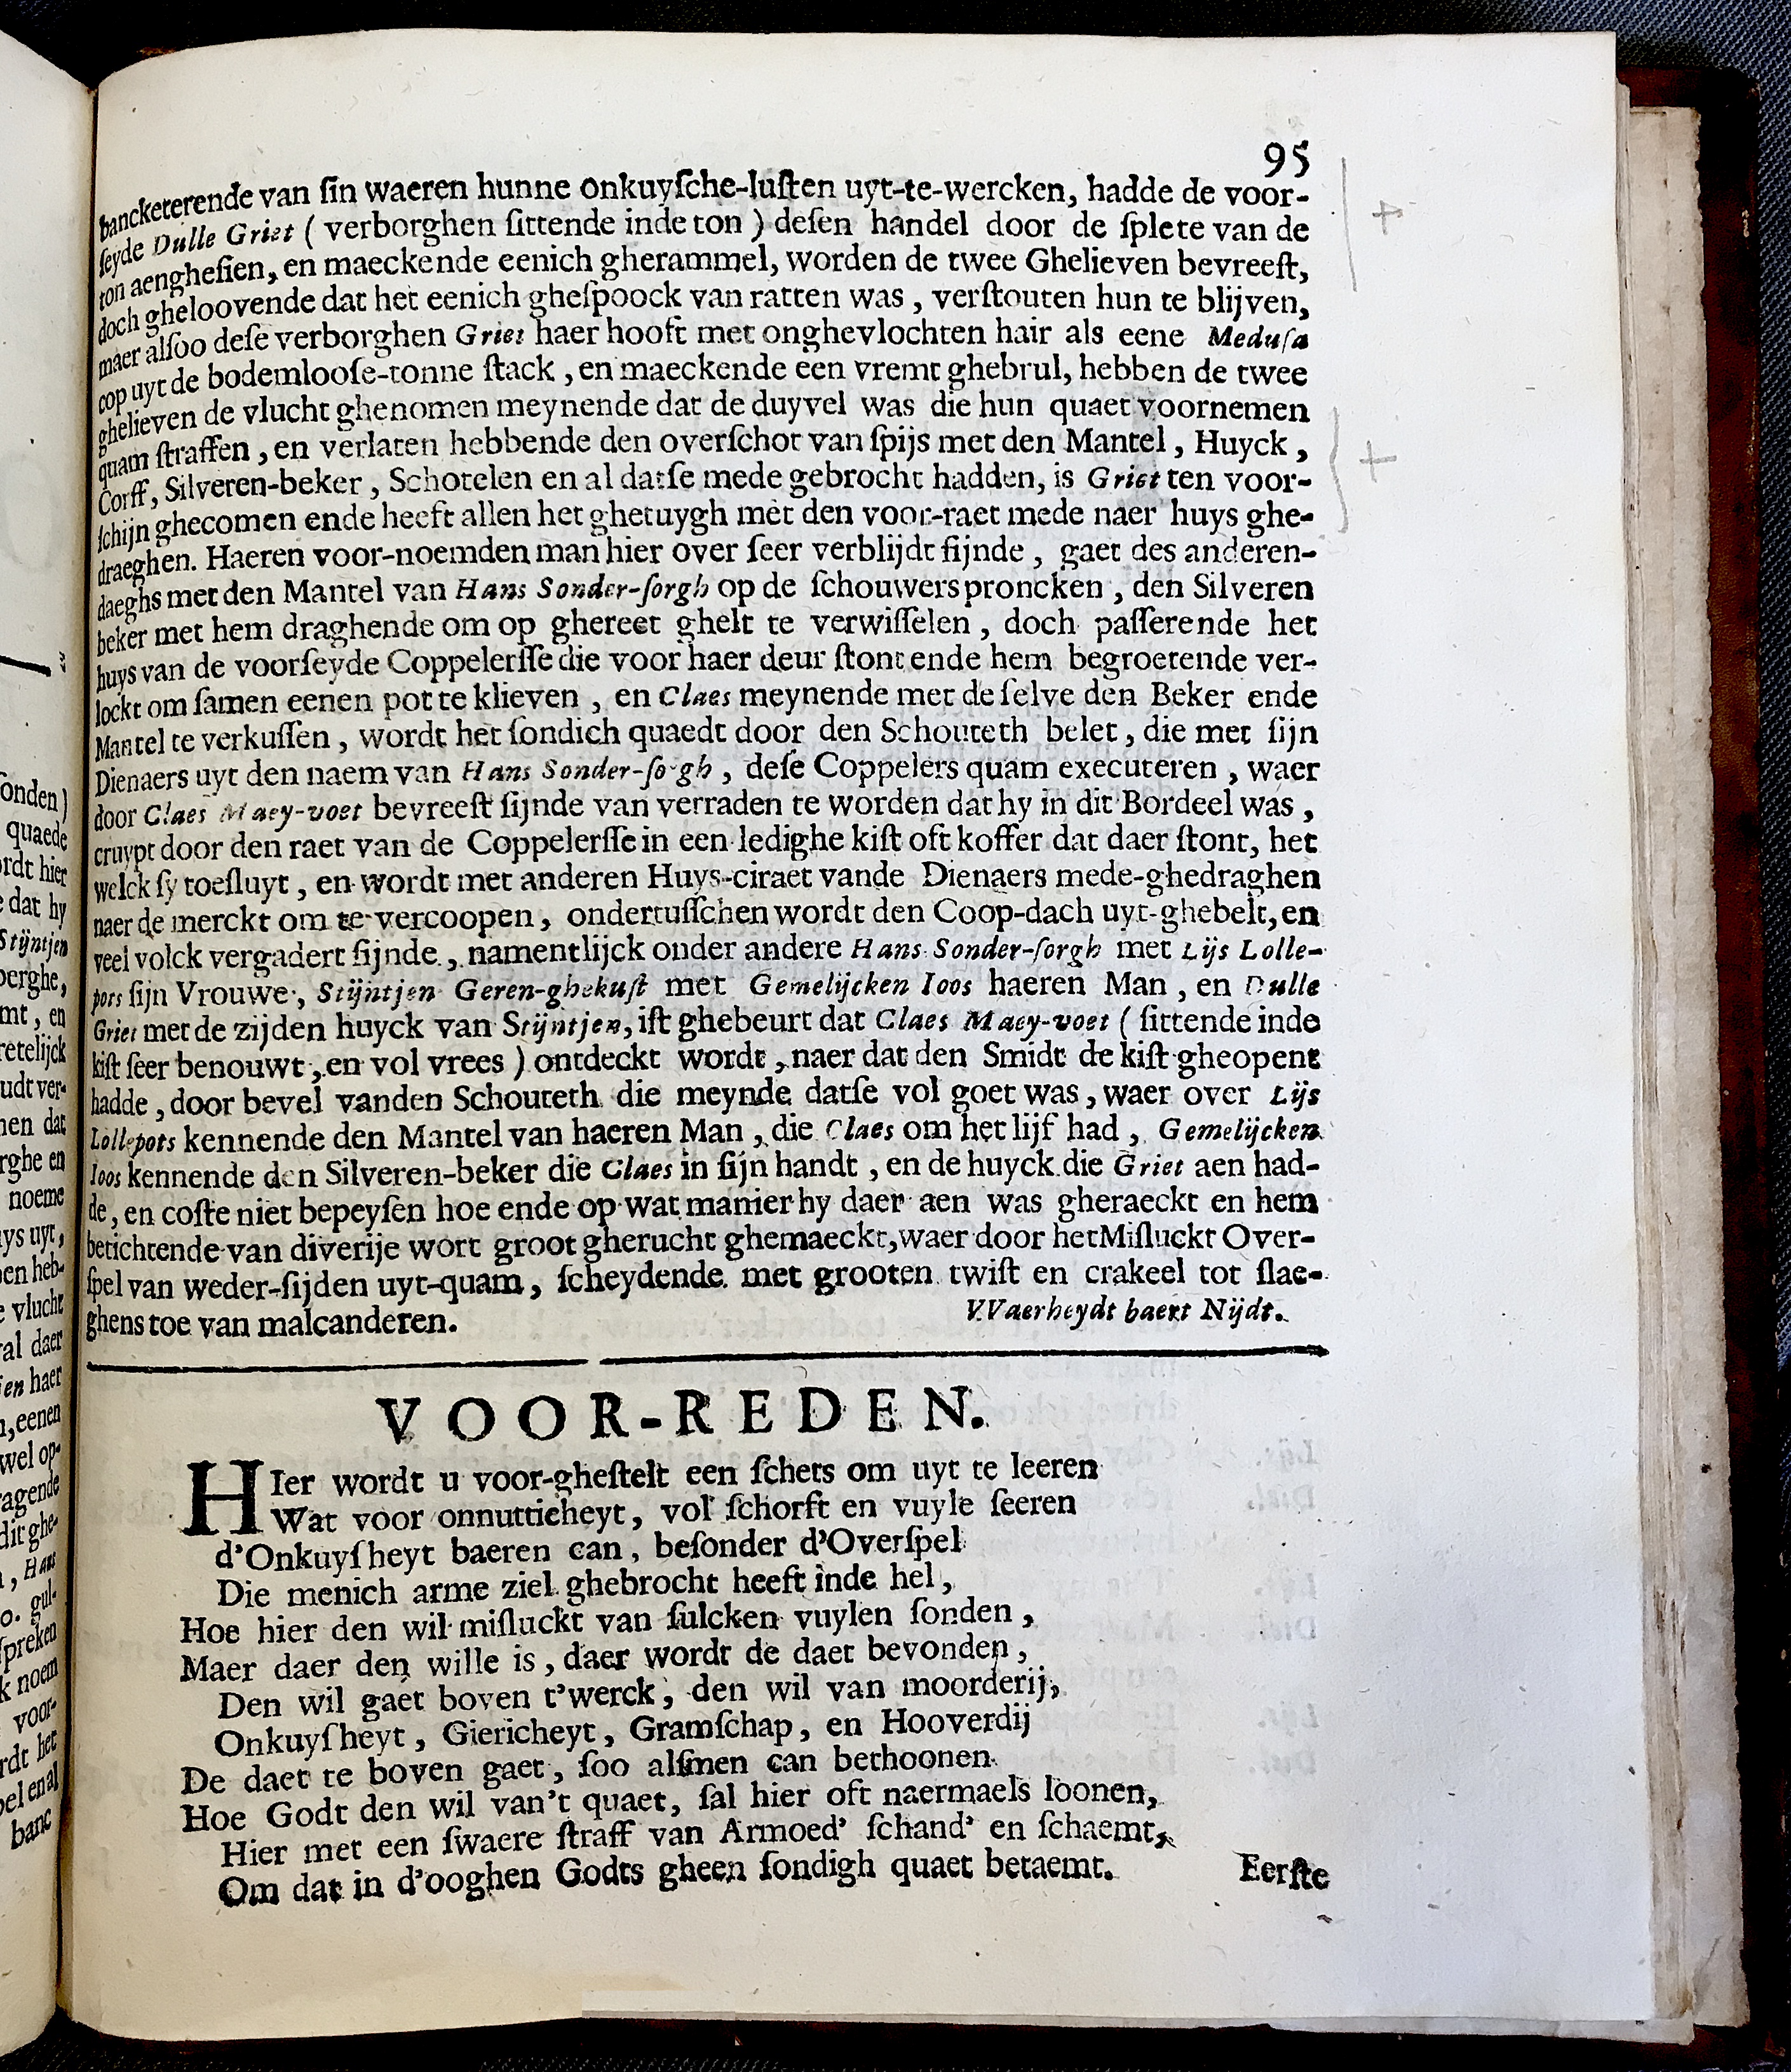 95
bancketerende van ſin waeren hunne onkuyſche-luſten uyt-te-wercken, hadde de voor-
ſeyde Dulle Griet ( verborghen ſittende inde ton ) deſen handel door de ſplete van de
ton aengheſien, en maeckende eenich gherammel, worden de twee Ghelieven bevreeſt,
doch gheloovende dat het eenich gheſpoock van ratten was , verſtouten hun te blijven,
maer alſoo deſe verborghen Griet haer hooft met onghevlochten hair als eene Meduſa
cop uyt de bodemlooſe-tonne ſtack , en maeckende een vremt ghebrul, hebben de twee
ghelieven de vlucht ghenomen meynende dat de duyvel was die hun quaet voornemen
quam ſtraffen , en verlaten hebbende den overſchot van ſpijs met den Mantel , Huyck ,
Corff, Silveren-beker , Schotelen en al datſe mede gebrocht hadden, is Griet ten voor-
ſchijn ghecomen ende heeft allen het ghetuygh met den voor-raet mede naer huys ghe-
draeghen. Haeren voor-noemden man hier over ſeer verblijdt ſijnde , gaet des anderen-
daeghs met den Mantel van Hans Sonder-ſorgh op de ſchouwers proncken , den Silveren
beker met hem draghende om op ghereet ghelt te verwiſſelen , doch paſſerende het
huys van de voorſeyde Coppelerſſe die voor haer deur ſtont ende hem begroetende ver-
lockt om ſamen eenen pot te klieven , en Claes meynende met de ſelve den Beker ende
Mantel te verkuſſen , wordt het ſondich quaedt door den Schouteth belet , die met ſijn
Dienaers uyt den naem van Hans Sonder-ſorgh , deſe Coppelers quam executeren , waer
door Claes Maey-voet bevreeſt ſijnde van verraden te worden dat hy in dit Bordeel was ,
cruypt door den raet van de Coppelerſſe in een ledighe kiſt oft koffer dat daer ſtont, het
welck ſy toeſluyt , en wordt met anderen Huys-ciraet vande Dienaers mede-ghedraghen
naer de merckt om te vercoopen , ondertuſſchen wordt den Coop-dach uyt-ghebelt, en
veel volck vergadert ſijnde , namentlijck onder andere Hans Sonder-ſorgh met Lijs Lolle-
pots ſijn Vrouwe , Stijntjen Geren-ghekuſt met Gemelijcken Ioos haeren Man , en Dulle
Griet met de zijden huyck van Stijntjen, iſt ghebeurt dat Claes Maey-voet ( ſittende inde
kiſt ſeer benouwt , en vol vrees ) ontdeckt wordt , naer dat den Smidt de kiſt gheopent
hadde , door bevel vanden Schouteth die meynde datſe vol goet was , waer over Lijs
Lollepots kennende den Mantel van haeren Man , die Claes om het lijf had , Gemelijcken
Ioos kennende den Silveren-beker die Claes in ſijn handt , en de huyck die Griet aen had-
de, en coſte niet bepeyſen hoe ende op wat manier hy daer aen was gheraeckt en hem
betichtende van diverije wort groot gherucht ghemaeckt, waer door het Miſluckt Over-
ſpel van weder-ſijden uyt-quam , ſcheydende met grooten twiſt en crakeel tot ſlae-
ghens toe van malcanderen.
VVaerheydt baert Nijdt.
VOOR-REDEN.
HIer wordt u voor-gheſtelt een ſchets om uyt te leeren
Wat voor onnutticheyt, vol ſchorft en vuyle ſeeren
d'Onkuyſheyt baeren can , beſonder d'Overſpel
Die menich arme ziel ghebrocht heeft inde hel ,
Hoe hier den wil miſluckt van ſulcken vuylen ſonden ,
Maer daer den wille is , daer wordt de daet bevonden ,
Den wil gaet boven t'werck , den wil van moorderij,
Onkuyſheyt , Giericheyt , Gramſchap , en Hooverdij
De daet te boven gaet , ſoo alſmen can bethoonen
Hoe Godt den wil van't quaet, ſal hier oft naermaels loonen,
Hier met een ſwaere ſtraff van Armoed' ſchand' en ſchaemt,
Om dat in d'ooghen Godts gheen ſondigh quaet betaemt.
Eerſte